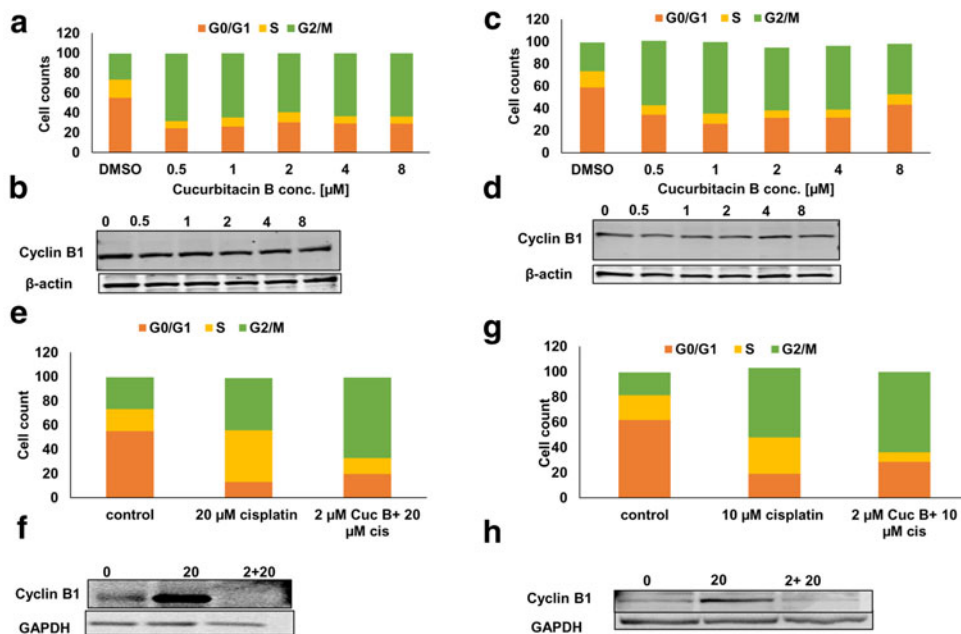 a
G0/G1 S G2/M
120
100
80
60
40
20
0
Cell counts
DMSO 0.5 1 2 4 8
Cucurbitacin B conc. [µM]
b
0 0.5 1 2 4 8
Cyclin B1
β-actin
c
G0/G1 S G2/M
120
100
80
60
40
20
0
Cell counts
DMSO 0.5 1 2 4 8
Cucurbitacin B conc. [µM]
d
0 0.5 1 2 4 8
Cyclin B1
β-actin
e
G0/G1 S G2/M
120
100
80
60
40
20
0
Cell count
control 20 µM cisplatin 2 µM Cuc B+ 20
µM cis
f
0 20 2+20
Cyclin B1
GAPDH
g
G0/G1 S G2/M
120
100
80
60
40
20
0
Cell count
control 10 µM cisplatin 2 µM Cuc B+ 10
µM cis
h
0 20 2+ 20
Cyclin B1
GAPDH